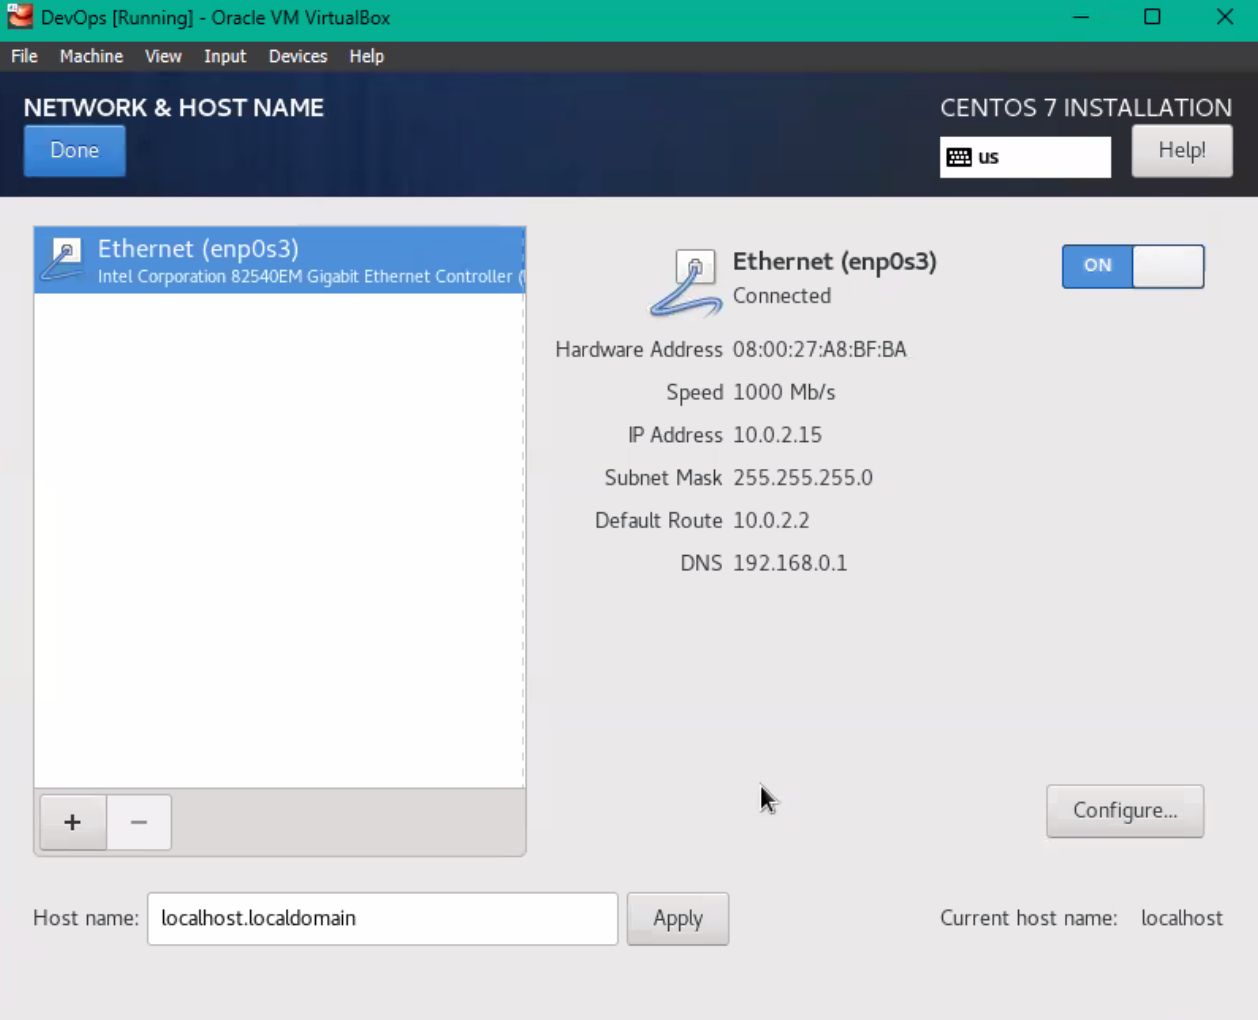 DevOps [Running] - Oracle VM VirtualBox
File Machine View Input Devices Help
NETWORK & HOST NAME
CENTOS 7 INSTALLATION
Done
us
Help!
Ethernet (enp0s3)
Intel Corporation 82540EM Gigabit Ethernet Controller (
Ethernet (enp0s3)
Connected
ON
Hardware Address 08:00:27:A8:BF:BA
Speed 1000 Mb/s
IP Address 10.0.2.15
Subnet Mask 255.255.255.0
Default Route 10.0.2.2
DNS 192.168.0.1
+ −
Configure...
Host name: localhost.localdomain Apply
Current host name: localhost